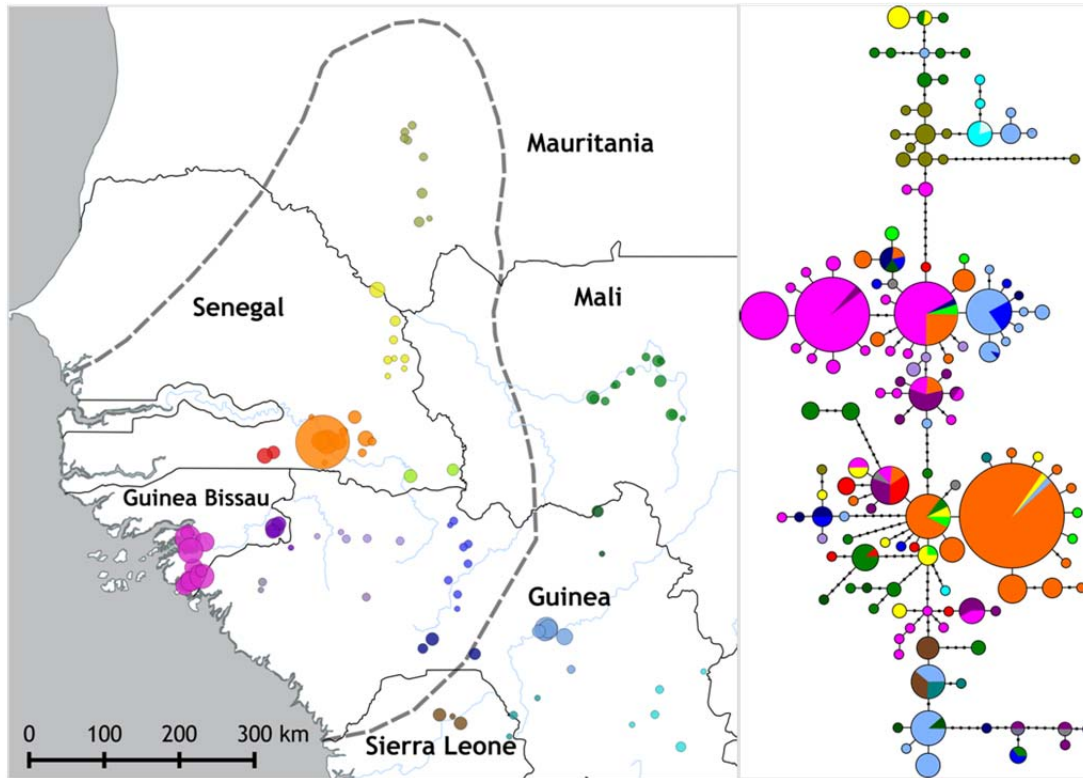 Mauritania
Senegal
Mali
Guinea Bissau
Guinea
Sierra Leone
0 100 200 300 km